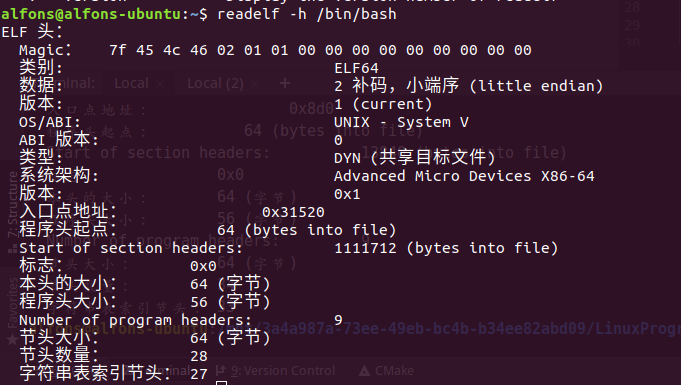 alfons@alfons-ubuntu:~$ readelf -h /bin/bash
ELF 头：
Magic： 7f 45 4c 46 02 01 01 00 00 00 00 00 00 00 00 00
类别: ELF64
数据: 2 补码，小端序 (little endian)
版本: 1 (current)
OS/ABI: UNIX - System V
ABI 版本: 0
类型: DYN (共享目标文件)
系统架构: Advanced Micro Devices X86-64
版本: 0x1
入口点地址： 0x31520
程序头起点： 64 (bytes into file)
Start of section headers: 1111712 (bytes into file)
标志： 0x0
本头的大小： 64 (字节)
程序头大小： 56 (字节)
Number of program headers: 9
节头大小： 64 (字节)
节头数量： 28
字符串表索引节头： 27